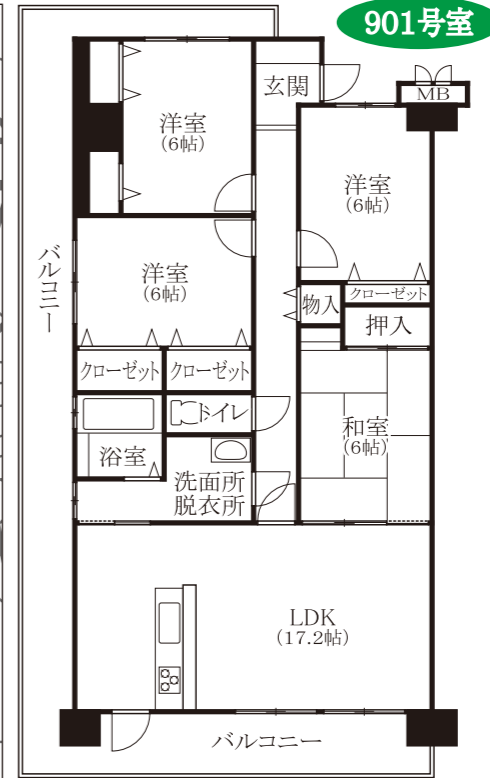 901号室
玄関
MB
洋室
(6帖)
洋室
(6帖)
バルコニー
洋室
(6帖)
クローゼット
物入
押入
クローゼット
クローゼット
トイレ
和室
(6帖)
浴室
洗面所
脱衣所
LDK
(17.2帖)
バルコニー